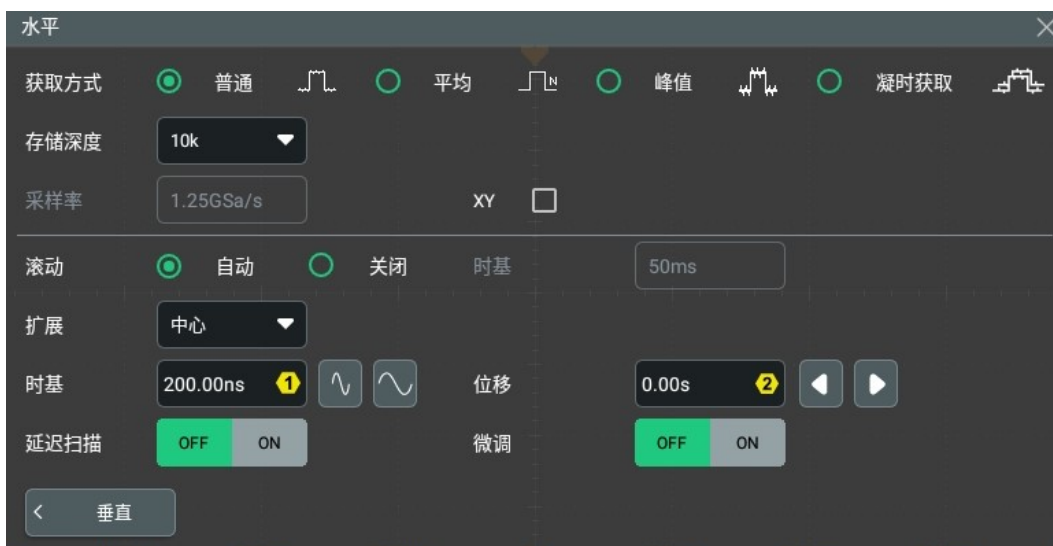 水平
获取方式 普通 平均 N 峰值 凝时获取
存储深度 10k
采样率 1.25GSa/s XY
滚动 自动 关闭 时基 50ms
扩展 中心
时基 200.00ns 1 位移 0.00s 2
延迟扫描 OFF ON 微调 OFF ON
垂直